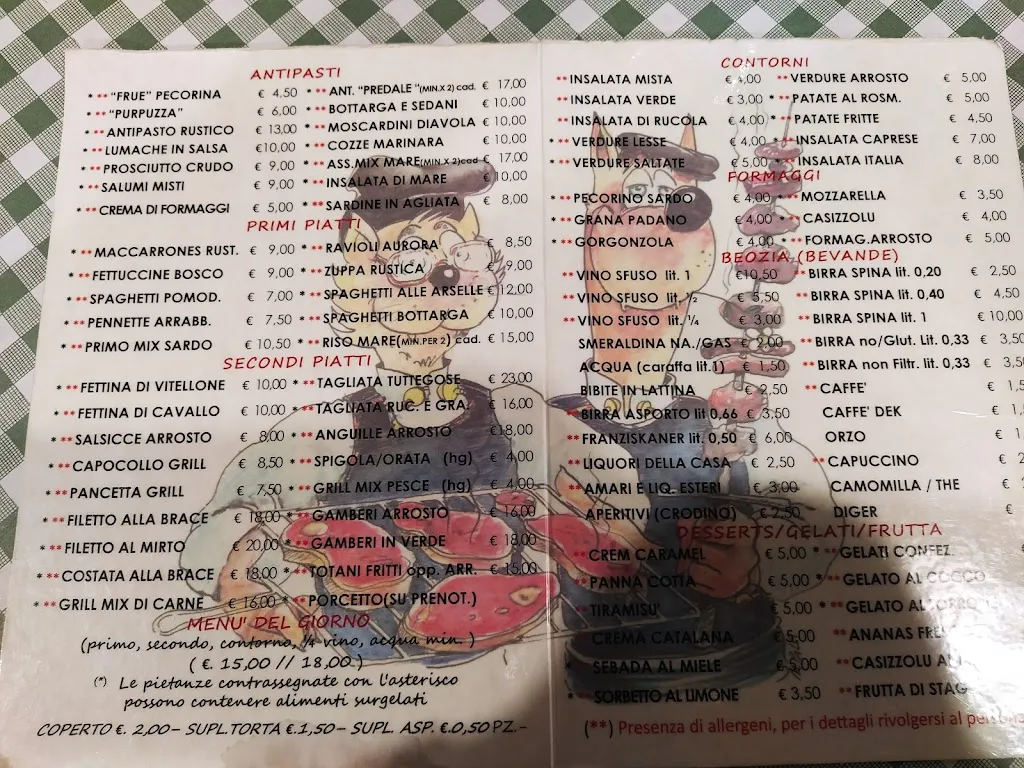 ANTIPASTI
* ** "FRUE" PECORINA € 4,50
* ** "PURPUZZA" € 6,00
* ** ANTIPASTO RUSTICO € 13,00
* ** LUMACHE IN SALSA €10,00
* ** PROSCIUTTO CRUDO € 9,00
* ** SALUMI MISTI € 9,00
* ** CREMA DI FORMAGGI € 5,00
* ** ANT. "PREDALE "(MIN.X 2) cad. € 17,00
* ** BOTTARGA E SEDANI € 10,00
* ** MOSCARDINI DIAVOLA € 10,00
* ** COZZE MARINARA € 10,00
* ** ASS.MIX MARE(MIN.X 2)cad € 17,00
* ** INSALATA DI MARE € 10,00
* ** SARDINE IN AGLIATA € 8,00
PRIMI PIATTI
* ** MACCARRONES RUST. € 9,00
* ** FETTUCCINE BOSCO € 9,00
* ** SPAGHETTI POMOD. € 7,00
* ** PENNETTE ARRABB. € 7,50
* ** PRIMO MIX SARDO € 10,50
* ** RAVIOLI AURORA € 8,50
* ** ZUPPA RUSTICA € 9,00
* ** SPAGHETTI ALLE ARSELLE € 12,00
* ** SPAGHETTI BOTTARGA € 10,00
* ** RISO MARE(MIN.PER 2) cad. € 15,00
SECONDI PIATTI
* ** FETTINA DI VITELLONE € 10,00
* ** FETTINA DI CAVALLO € 10,00
* ** SALSICCE ARROSTO € 8,00
* ** CAPOCOLLO GRILL € 8,50
* ** PANCETTA GRILL € 7,50
* ** FILETTO ALLA BRACE € 18,00
* ** FILETTO AL MIRTO € 20,00
* ** COSTATA ALLA BRACE € 18,00
* ** GRILL MIX DI CARNE € 16,00
* ** TAGLIATA TUTTEGOSE € 23,00
* ** TAGLIATA RUC. E GRA. € 16,00
* ** ANGUILLE ARROSTO €18,00
* ** SPIGOLA/ORATA (hg) € 4,00
* ** GRILL MIX PESCE (hg) € 4,00
* ** GAMBERI ARROSTO € 16,00
* ** GAMBERI IN VERDE € 18,00
* ** TOTANI FRITTI opp. ARR. € 15,00
* ** PORCETTO(SU PRENOT.)
MENU' DEL GIORNO
(primo, secondo, contorno, ¼ vino, acqua min. )
( €. 15,00 // 18,00 )
(*) Le pietanze contrassegnate con l'asterisco
possono contenere alimenti surgelati
COPERTO €. 2,00– SUPL.TORTA €.1,50– SUPL. ASP. €.0,50 PZ.-
CONTORNI
** INSALATA MISTA € 4,00
** INSALATA VERDE € 3,00
** INSALATA DI RUCOLA € 4,00
* ** VERDURE LESSE € 4,00
* ** VERDURE SALTATE € 5,00
* ** VERDURE ARROSTO € 5,00
* ** PATATE AL ROSM. € 5,00
* ** PATATE FRITTE € 4,50
** INSALATA CAPRESE € 7,00
** INSALATA ITALIA € 8,00
FORMAGGI
* ** PECORINO SARDO € 4,00
* ** GRANA PADANO € 4,00
* ** GORGONZOLA € 4,00
* ** MOZZARELLA € 3,50
* ** CASIZZOLU € 4,00
* ** FORMAG.ARROSTO € 5,00
BEOZIA (BEVANDE)
** VINO SFUSO lit. 1 €10,50
** VINO SFUSO lit. ½ € 5,50
** VINO SFUSO lit. ¼ € 3,00
SMERALDINA NA./GAS € 2,00
ACQUA (caraffa lit.1) € 1,50
BIBITE IN LATTINA € 2,50
** BIRRA ASPORTO lit 0,66 € 3,50
** FRANZISKANER lit. 0,50 € 6,00
** LIQUORI DELLA CASA € 2,50
** AMARI E LIQ. ESTERI € 3,00
APERITIVI (CRODINO) € 2,50
** BIRRA SPINA lit. 0,20 € 2,50
** BIRRA SPINA lit. 0,40 € 4,50
** BIRRA SPINA lit. 1 € 10,00
** BIRRA no/Glut. Lit. 0,33 € 3,50
** BIRRA non Filtr. lit. 0,33 € 3,5
** CAFFE' € 1,5
CAFFE' DEK € 1,
ORZO € 1
** CAPUCCINO € 2
CAMOMILLA / THE €
DIGER €
DESSERTS/GELATI/FRUTTA
** CREM CARAMEL € 5,00
** PANNA COTTA € 5,00
** TIRAMISU' € 5,00
CREMA CATALANA € 5,00
SEBADA AL MIELE € 5,00
* ** SORBETTO AL LIMONE € 3,50
* ** GELATI CONFEZ.
* ** GELATO AL COCCO
* ** GELATO AL
** ANANAS
** CASIZZOLU
** FRUTTA DI STAG
(**) Presenza di allergeni, per i dettagli rivolgersi al